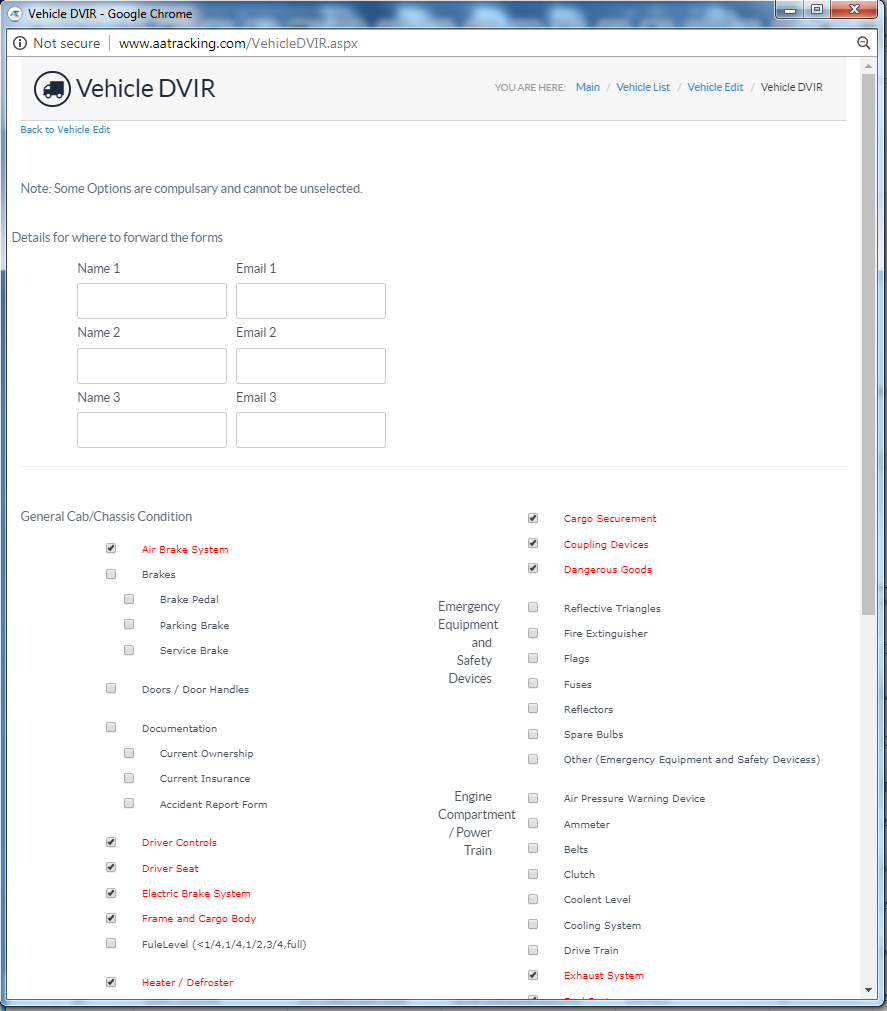 Vehicle DVIR - Google Chrome
Not secure www.aatracking.com/VehicleDVIR.aspx
Vehicle DVIR
YOU ARE HERE: Main / Vehicle List / Vehicle Edit / Vehicle DVIR
Back to Vehicle Edit
Note: Some Options are compulsary and cannot be unselected.
Details for where to forward the forms
Name 1 Email 1
Name 2 Email 2
Name 3 Email 3
General Cab/Chassis Condition
Air Brake System
Brakes
Brake Pedal
Parking Brake
Service Brake
Doors / Door Handles
Documentation
Current Ownership
Current Insurance
Accident Report Form
Driver Controls
Driver Seat
Electric Brake System
Frame and Cargo Body
FuleLevel (<1/4,1/4,1/2,3/4,full)
Heater / Defroster
Cargo Securement
Coupling Devices
Dangerous Goods
Emergency
Equipment
and
Safety
Devices
Reflective Triangles
Fire Extinguisher
Flags
Fuses
Reflectors
Spare Bulbs
Other (Emergency Equipment and Safety Devicess)
Engine
Compartment
/ Power
Train
Air Pressure Warning Device
Ammeter
Belts
Clutch
Coolent Level
Cooling System
Drive Train
Exhaust System